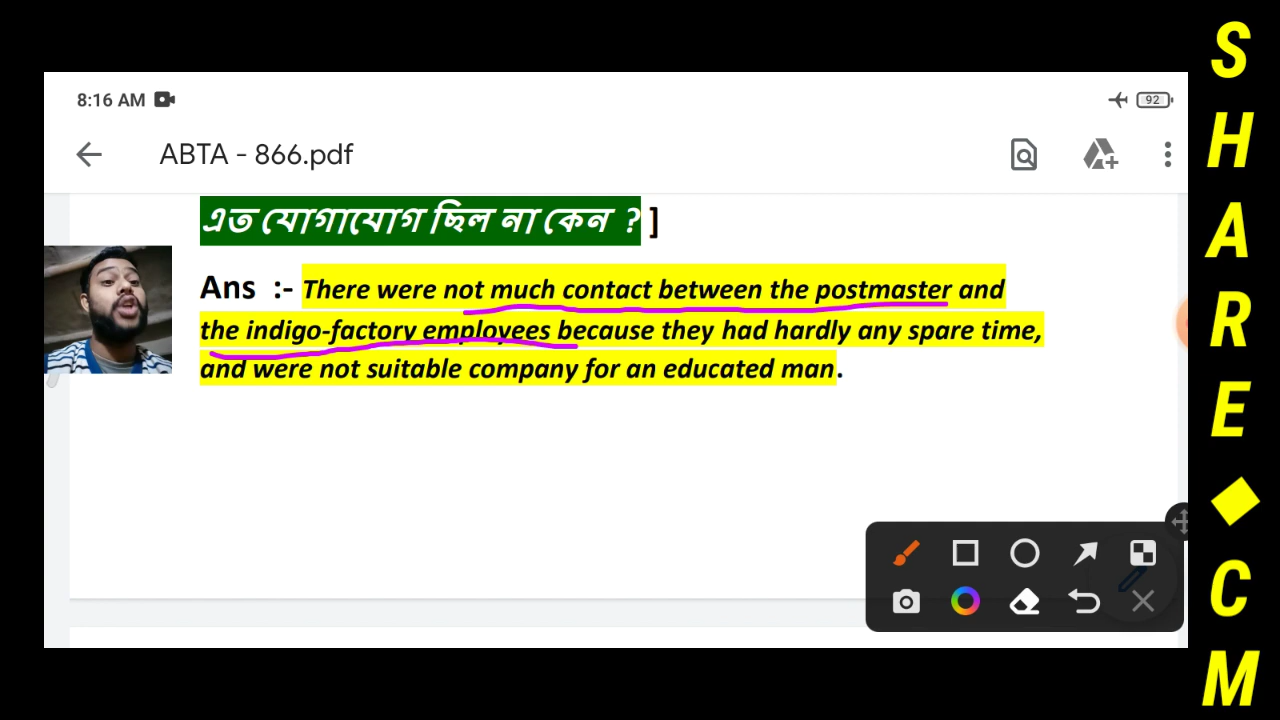 8:16 AM
92
ABTA - 866.pdf
এত যোগাযোগ ছিল না কেন ? ]
Ans :- There were not much contact between the postmaster and
the indigo-factory employees because they had hardly any spare time,
and were not suitable company for an educated man.
SHARE◆CM